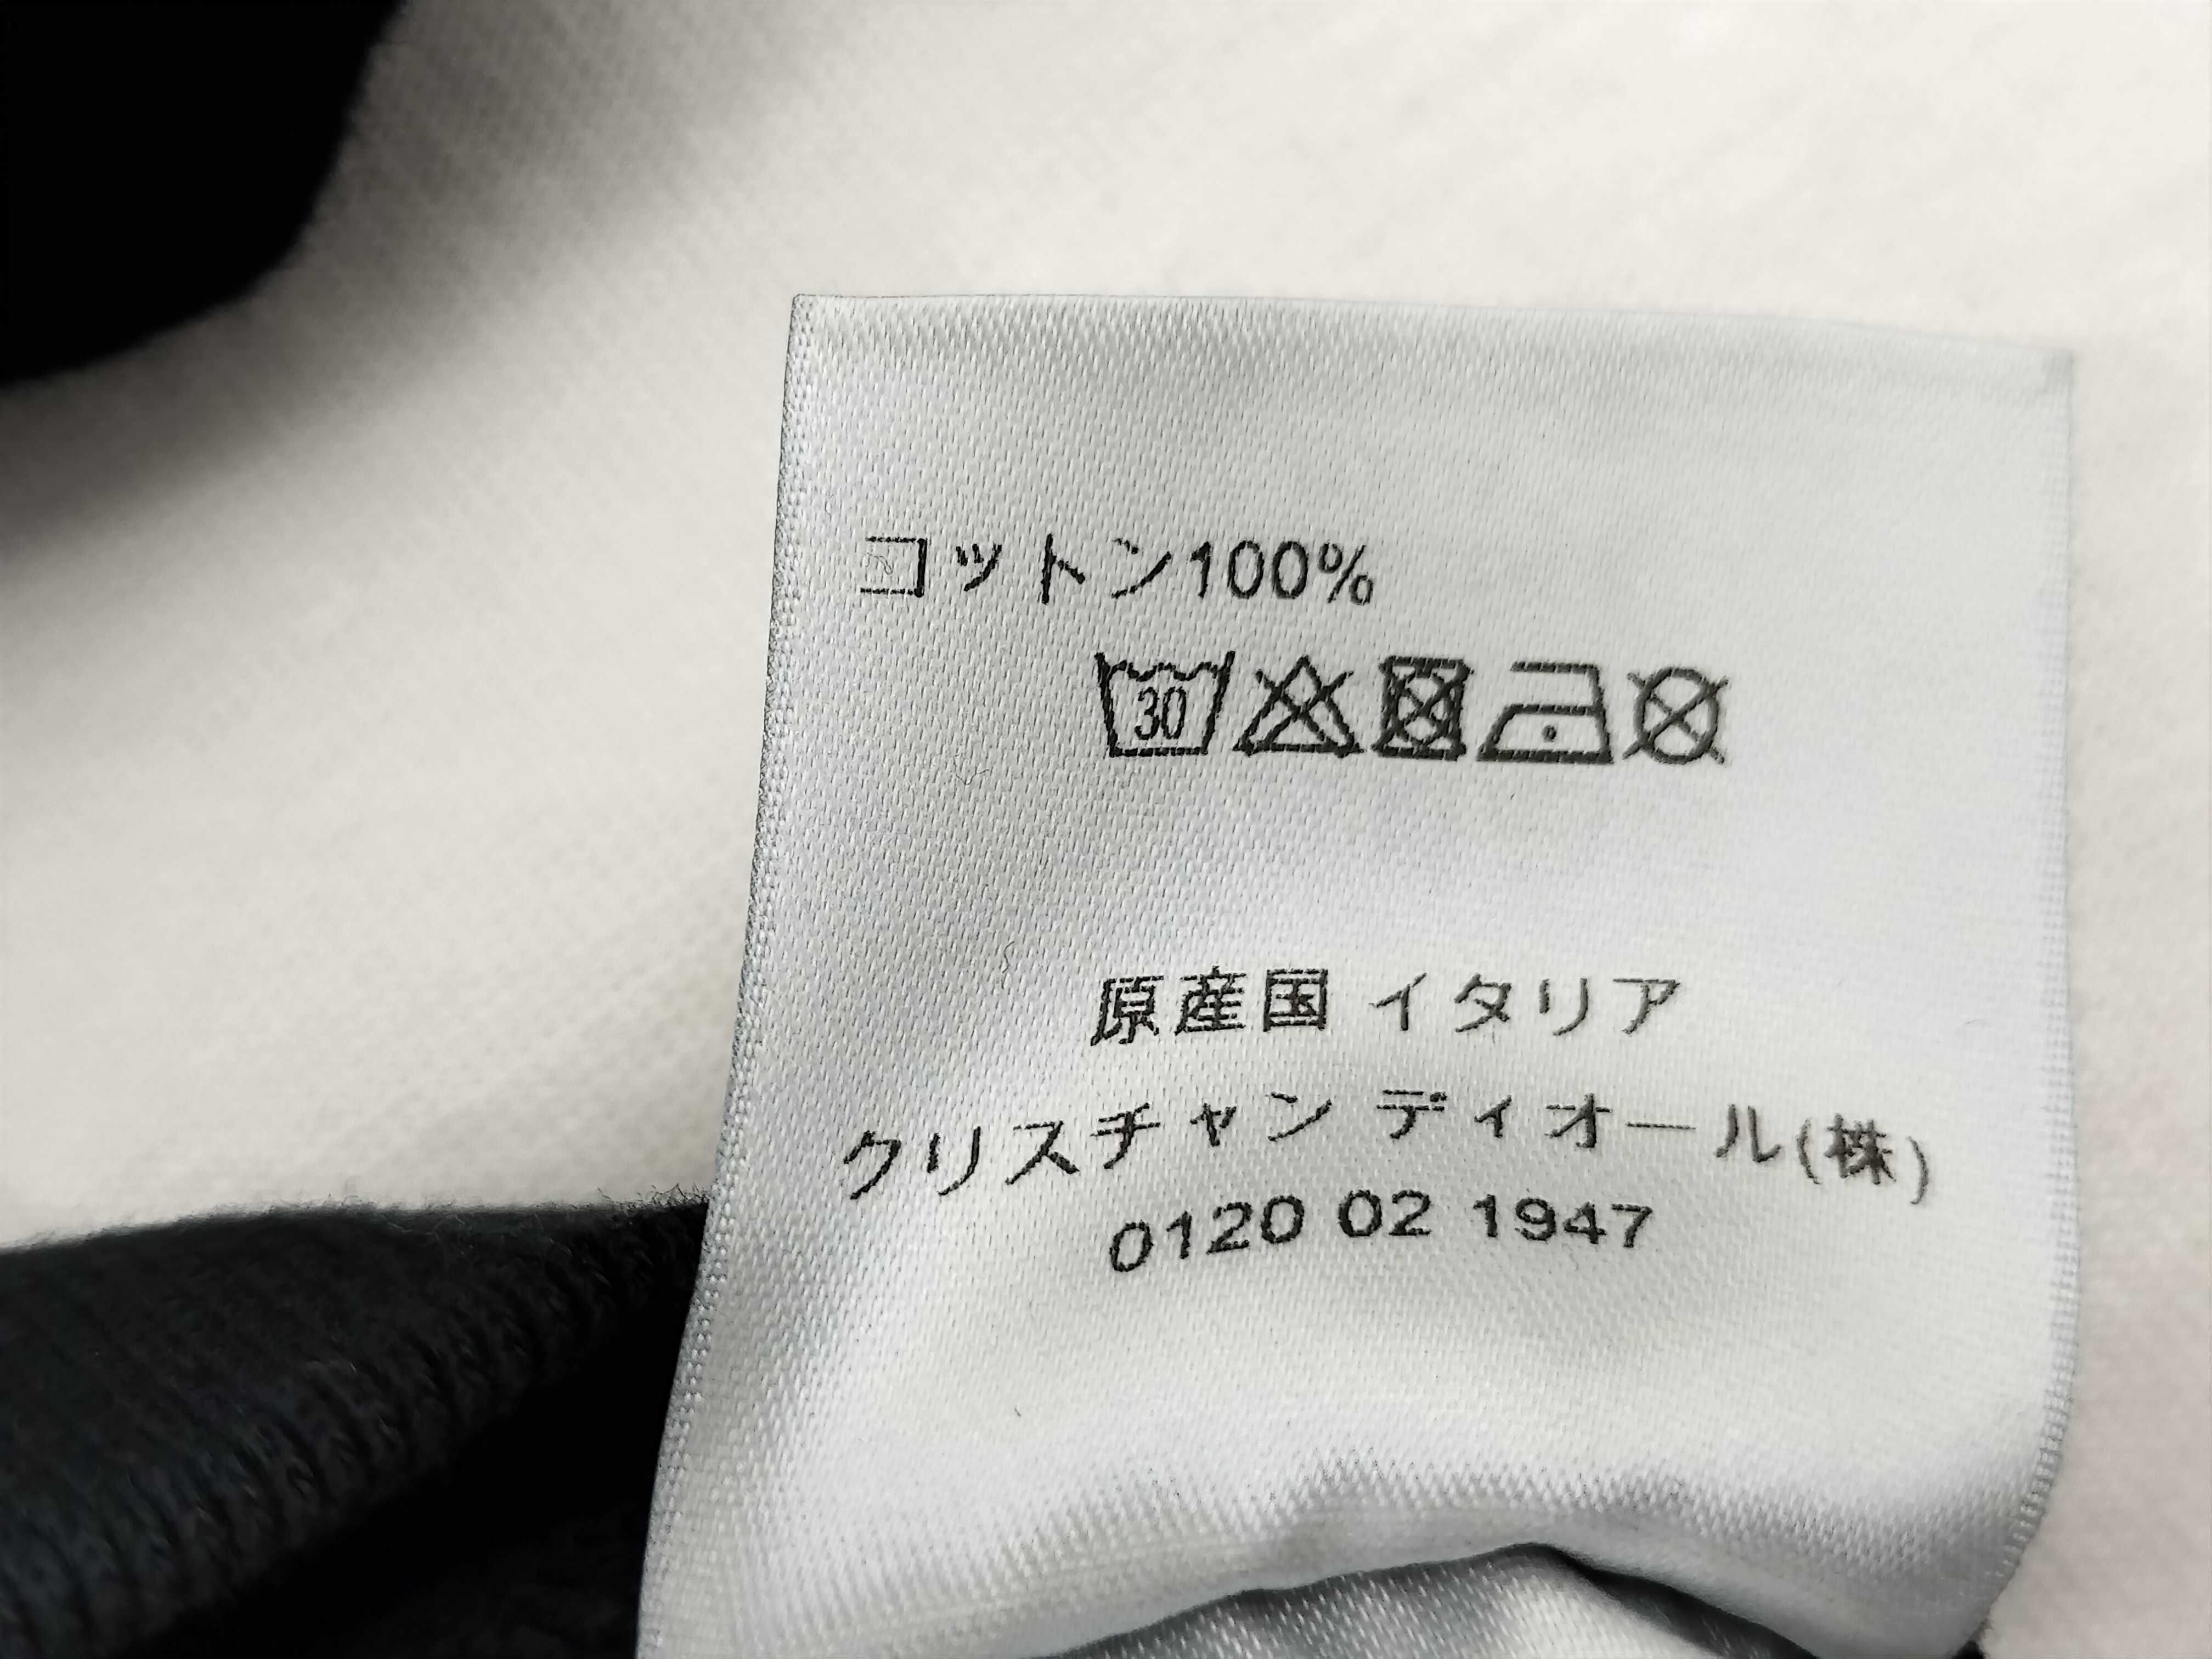 コットン100%
30
原産国 イタリア
クリスチャン ディオール(株)
0120 02 1947